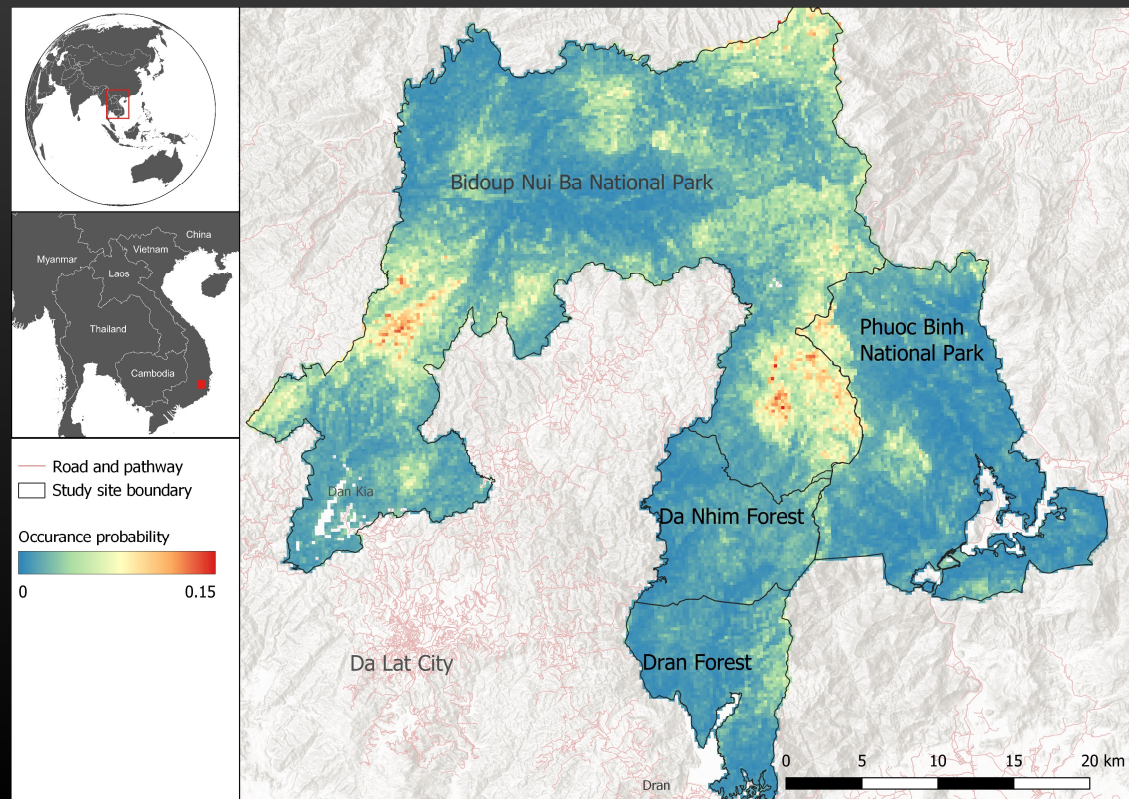 China
Vietnam
Myanmar
Laos
Thailand
Cambodia
Road and pathway
Study site boundary
Occurance probability
0
0.15
Bidoup Nui Ba National Park
Phuoc Binh
National Park
Dan Kia
Da Nhim Forest
Da Lat City
Dran Forest
Dran
0
5
10
15
20 km